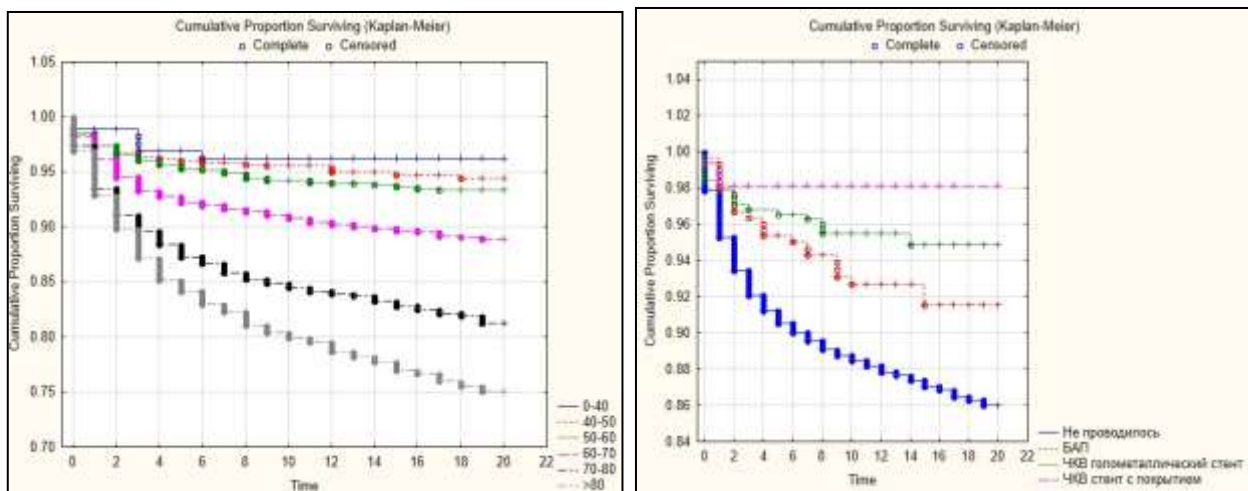 Cumulative Proportion Surviving (Kaplan-Meier)
Complete Censored
Cumulative Proportion Surviving
1.05
1.00
0.95
0.90
0.85
0.80
0.75
0.70
0 2 4 6 8 10 12 14 16 18 20 22
Time
0-40
40-50
50-60
60-70
70-80
>80
Cumulative Proportion Surviving (Kaplan-Meier)
Complete Censored
Cumulative Proportion Surviving
1.04
1.02
1.00
0.98
0.96
0.94
0.92
0.90
0.88
0.86
0.84
0 2 4 6 8 10 12 14 16 18 20 22
Time
Не проводилось
БАП
ЧКВ голометаллический стент
ЧКВ стент с покрытием